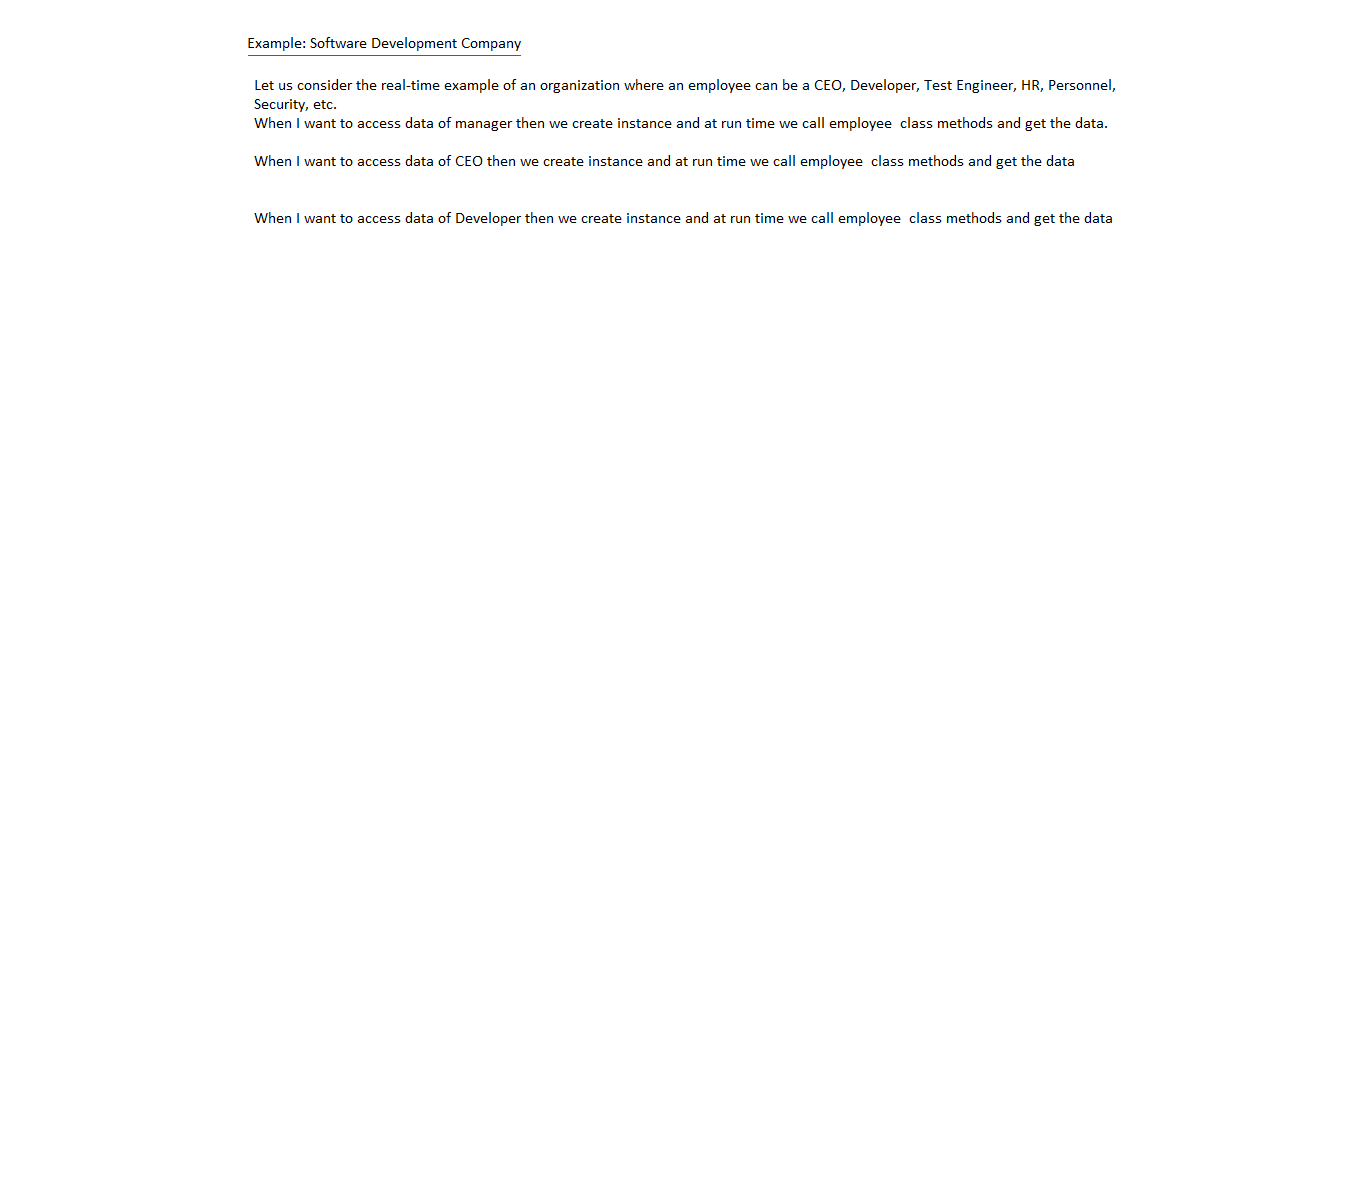 Example: Software Development Company
Let us consider the real-time example of an organization where an employee can be a CEO, Developer, Test Engineer, HR, Personnel,
Security, etc.
When I want to access data of manager then we create instance and at run time we call employee  class methods and get the data.
When I want to access data of CEO then we create instance and at run time we call employee  class methods and get the data
When I want to access data of Developer then we create instance and at run time we call employee  class methods and get the data